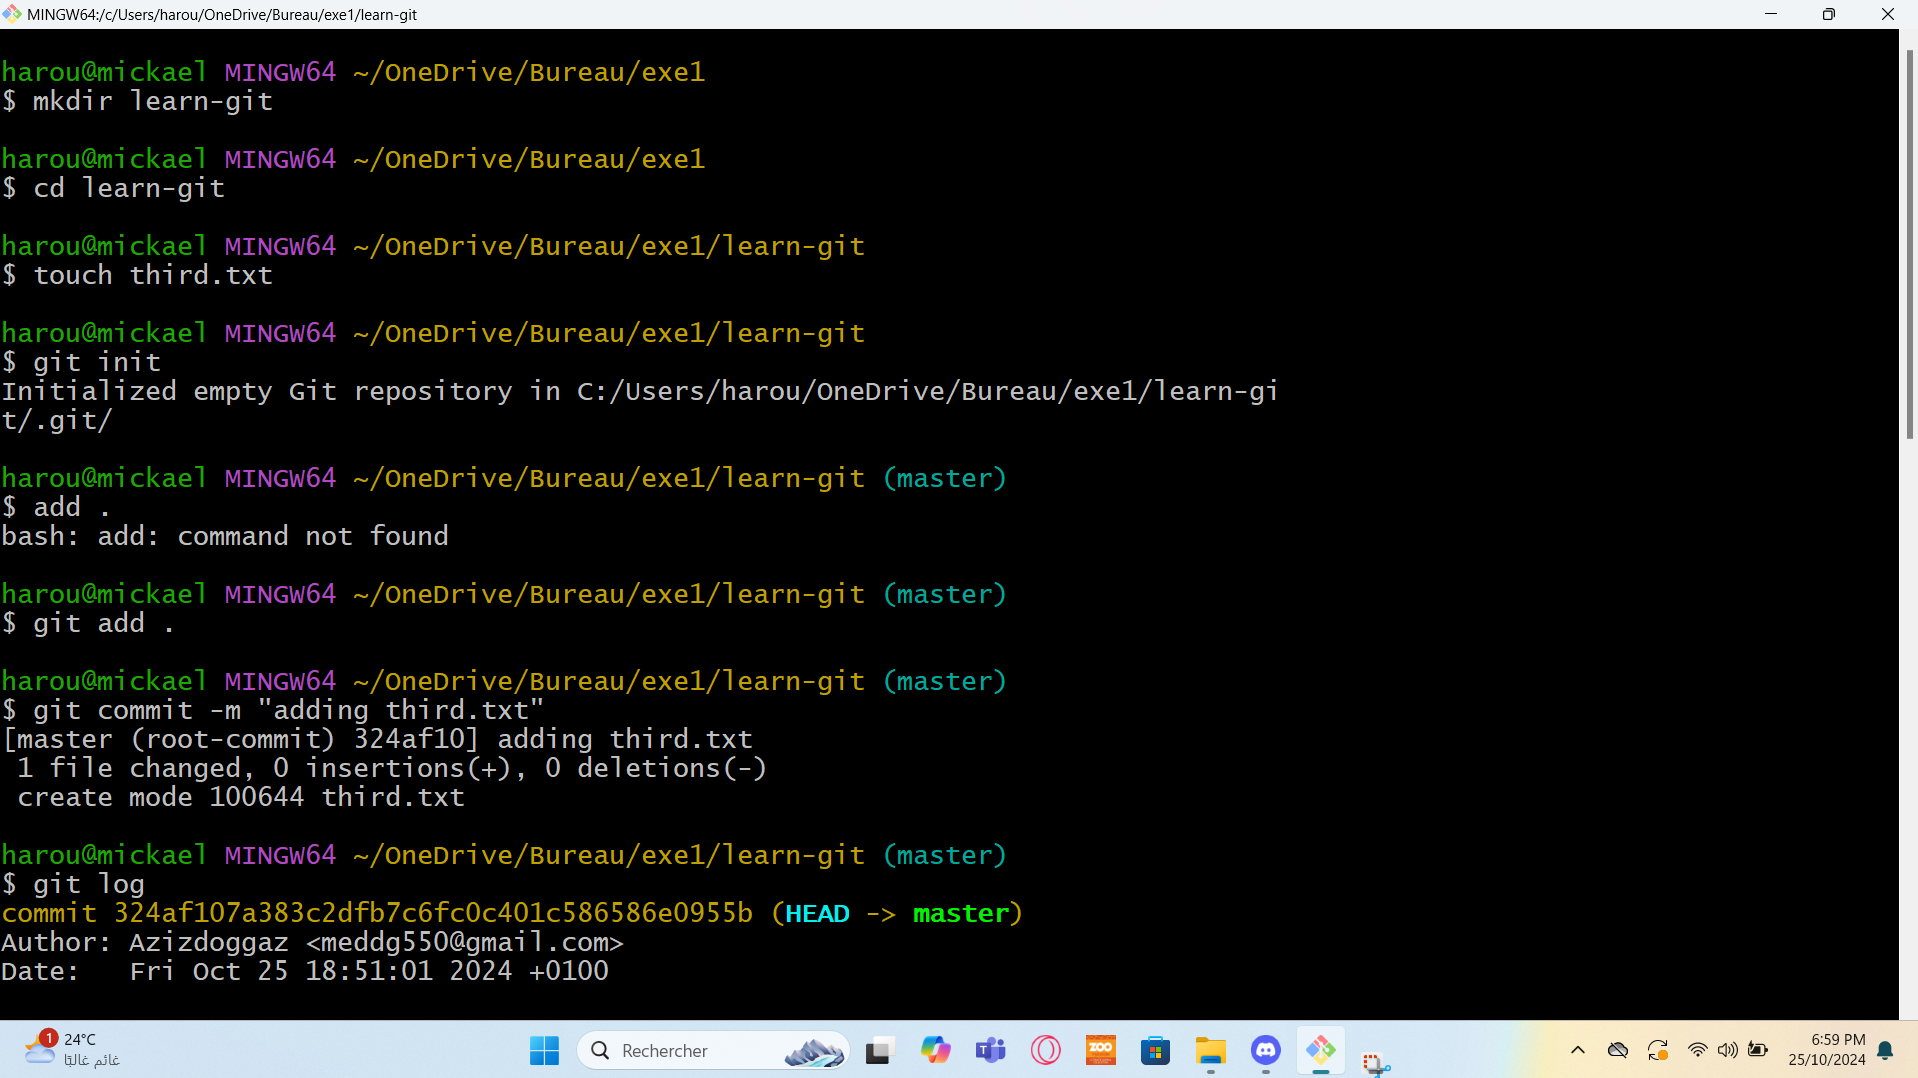 MINGW64:/c/Users/harou/OneDrive/Bureau/exe1/learn-git
harou@mickael MINGW64 ~/OneDrive/Bureau/exe1
$ mkdir learn-git
harou@mickael MINGW64 ~/OneDrive/Bureau/exe1
$ cd learn-git
harou@mickael MINGW64 ~/OneDrive/Bureau/exe1/learn-git
$ touch third.txt
harou@mickael MINGW64 ~/OneDrive/Bureau/exe1/learn-git
$ git init
Initialized empty Git repository in C:/Users/harou/OneDrive/Bureau/exe1/learn-gi
t/.git/
harou@mickael MINGW64 ~/OneDrive/Bureau/exe1/learn-git (master)
$ add .
bash: add: command not found
harou@mickael MINGW64 ~/OneDrive/Bureau/exe1/learn-git (master)
$ git add .
harou@mickael MINGW64 ~/OneDrive/Bureau/exe1/learn-git (master)
$ git commit -m "adding third.txt"
[master (root-commit) 324af10] adding third.txt
 1 file changed, 0 insertions(+), 0 deletions(-)
 create mode 100644 third.txt
harou@mickael MINGW64 ~/OneDrive/Bureau/exe1/learn-git (master)
$ git log
commit 324af107a383c2dfb7c6fc0c401c586586e0955b (HEAD -> master)
Author: Azizdoggaz <meddg550@gmail.com>
Date:   Fri Oct 25 18:51:01 2024 +0100
1
24°C
غائم غالبًا
Rechercher
ZOO
6:59 PM
25/10/2024